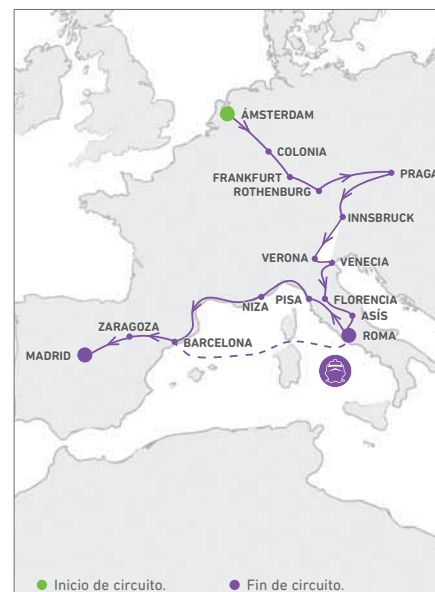 ÁMSTERDAM
COLONIA
FRANKFURT
ROTHENBURG
PRAGA
INNSBRUCK
VERONA
VENECIA
NIZA
PISA
FLORENCIA
ASÍS
ROMA
ZARAGOZA
MADRID
BARCELONA
Inicio de circuito.
Fin de circuito.